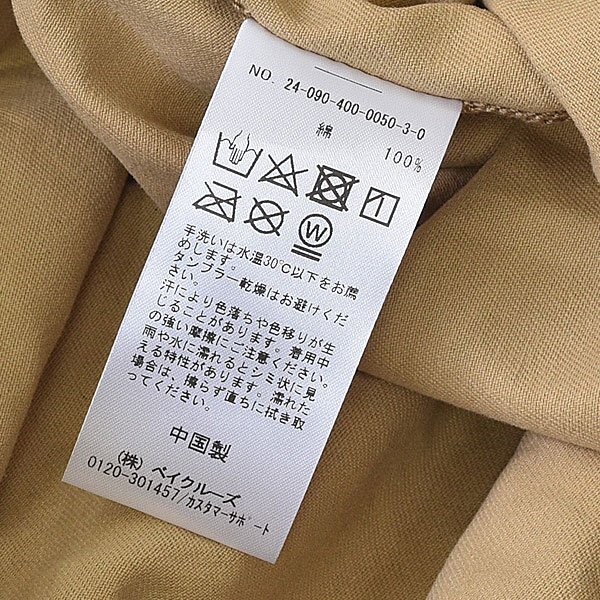 NO. 24-090-400-0050-3-0
綿 100%
W
手洗いは水温30℃以下をお薦
めします。
タンブラー乾燥はお避けくだ
さい。
汗により色落ちや色移りが生
じることがあります。着用中
の強い摩擦にご注意ください。
雨や水に濡れるとシミ状に見
える特性があります。濡れた
場合は、擦らず直ちに拭き取
ってください。
中国製
(株) ベイクルーズ
0120-301457/カスタマーサポート